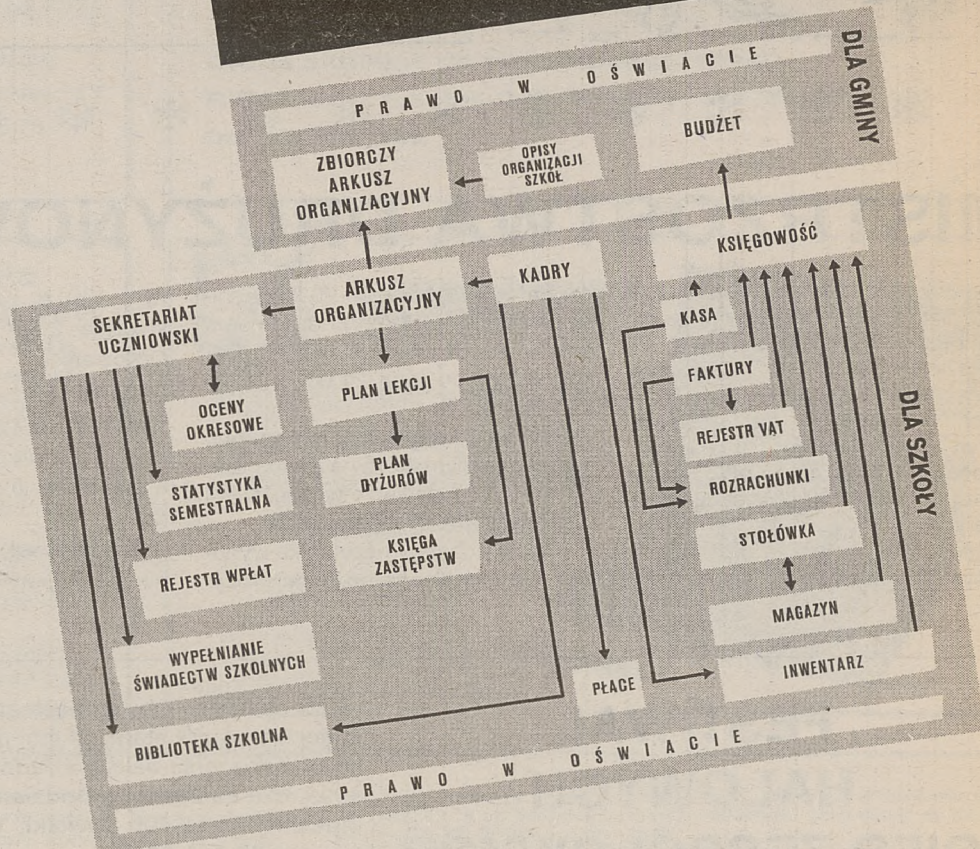 DLA GMINY
PRAWO W OŚWIACIE
ZBIORCZY
ARKUSZ
ORGANIZACYJNY
OPISY
ORGANIZACJI
SZKÓŁ
BUDŻET
DLA SZKOŁY
SEKRETARIAT
UCZNIOWSKI
ARKUSZ
ORGANIZACYJNY
KADRY
KSIĘGOWOŚĆ
KASA
FAKTURY
REJESTR VAT
ROZRACHUNKI
STOŁÓWKA
MAGAZYN
INWENTARZ
OCENY
OKRESOWE
PLAN LEKCJI
PLAN
DYŻURÓW
STATYSTYKA
SEMESTRALNA
KSIĘGA
ZASTĘPSTW
REJESTR WPŁAT
WYPEŁNIANIE
ŚWIADECTW SZKOLNYCH
PŁACE
BIBLIOTEKA SZKOLNA
PRAWO W OŚWIACIE